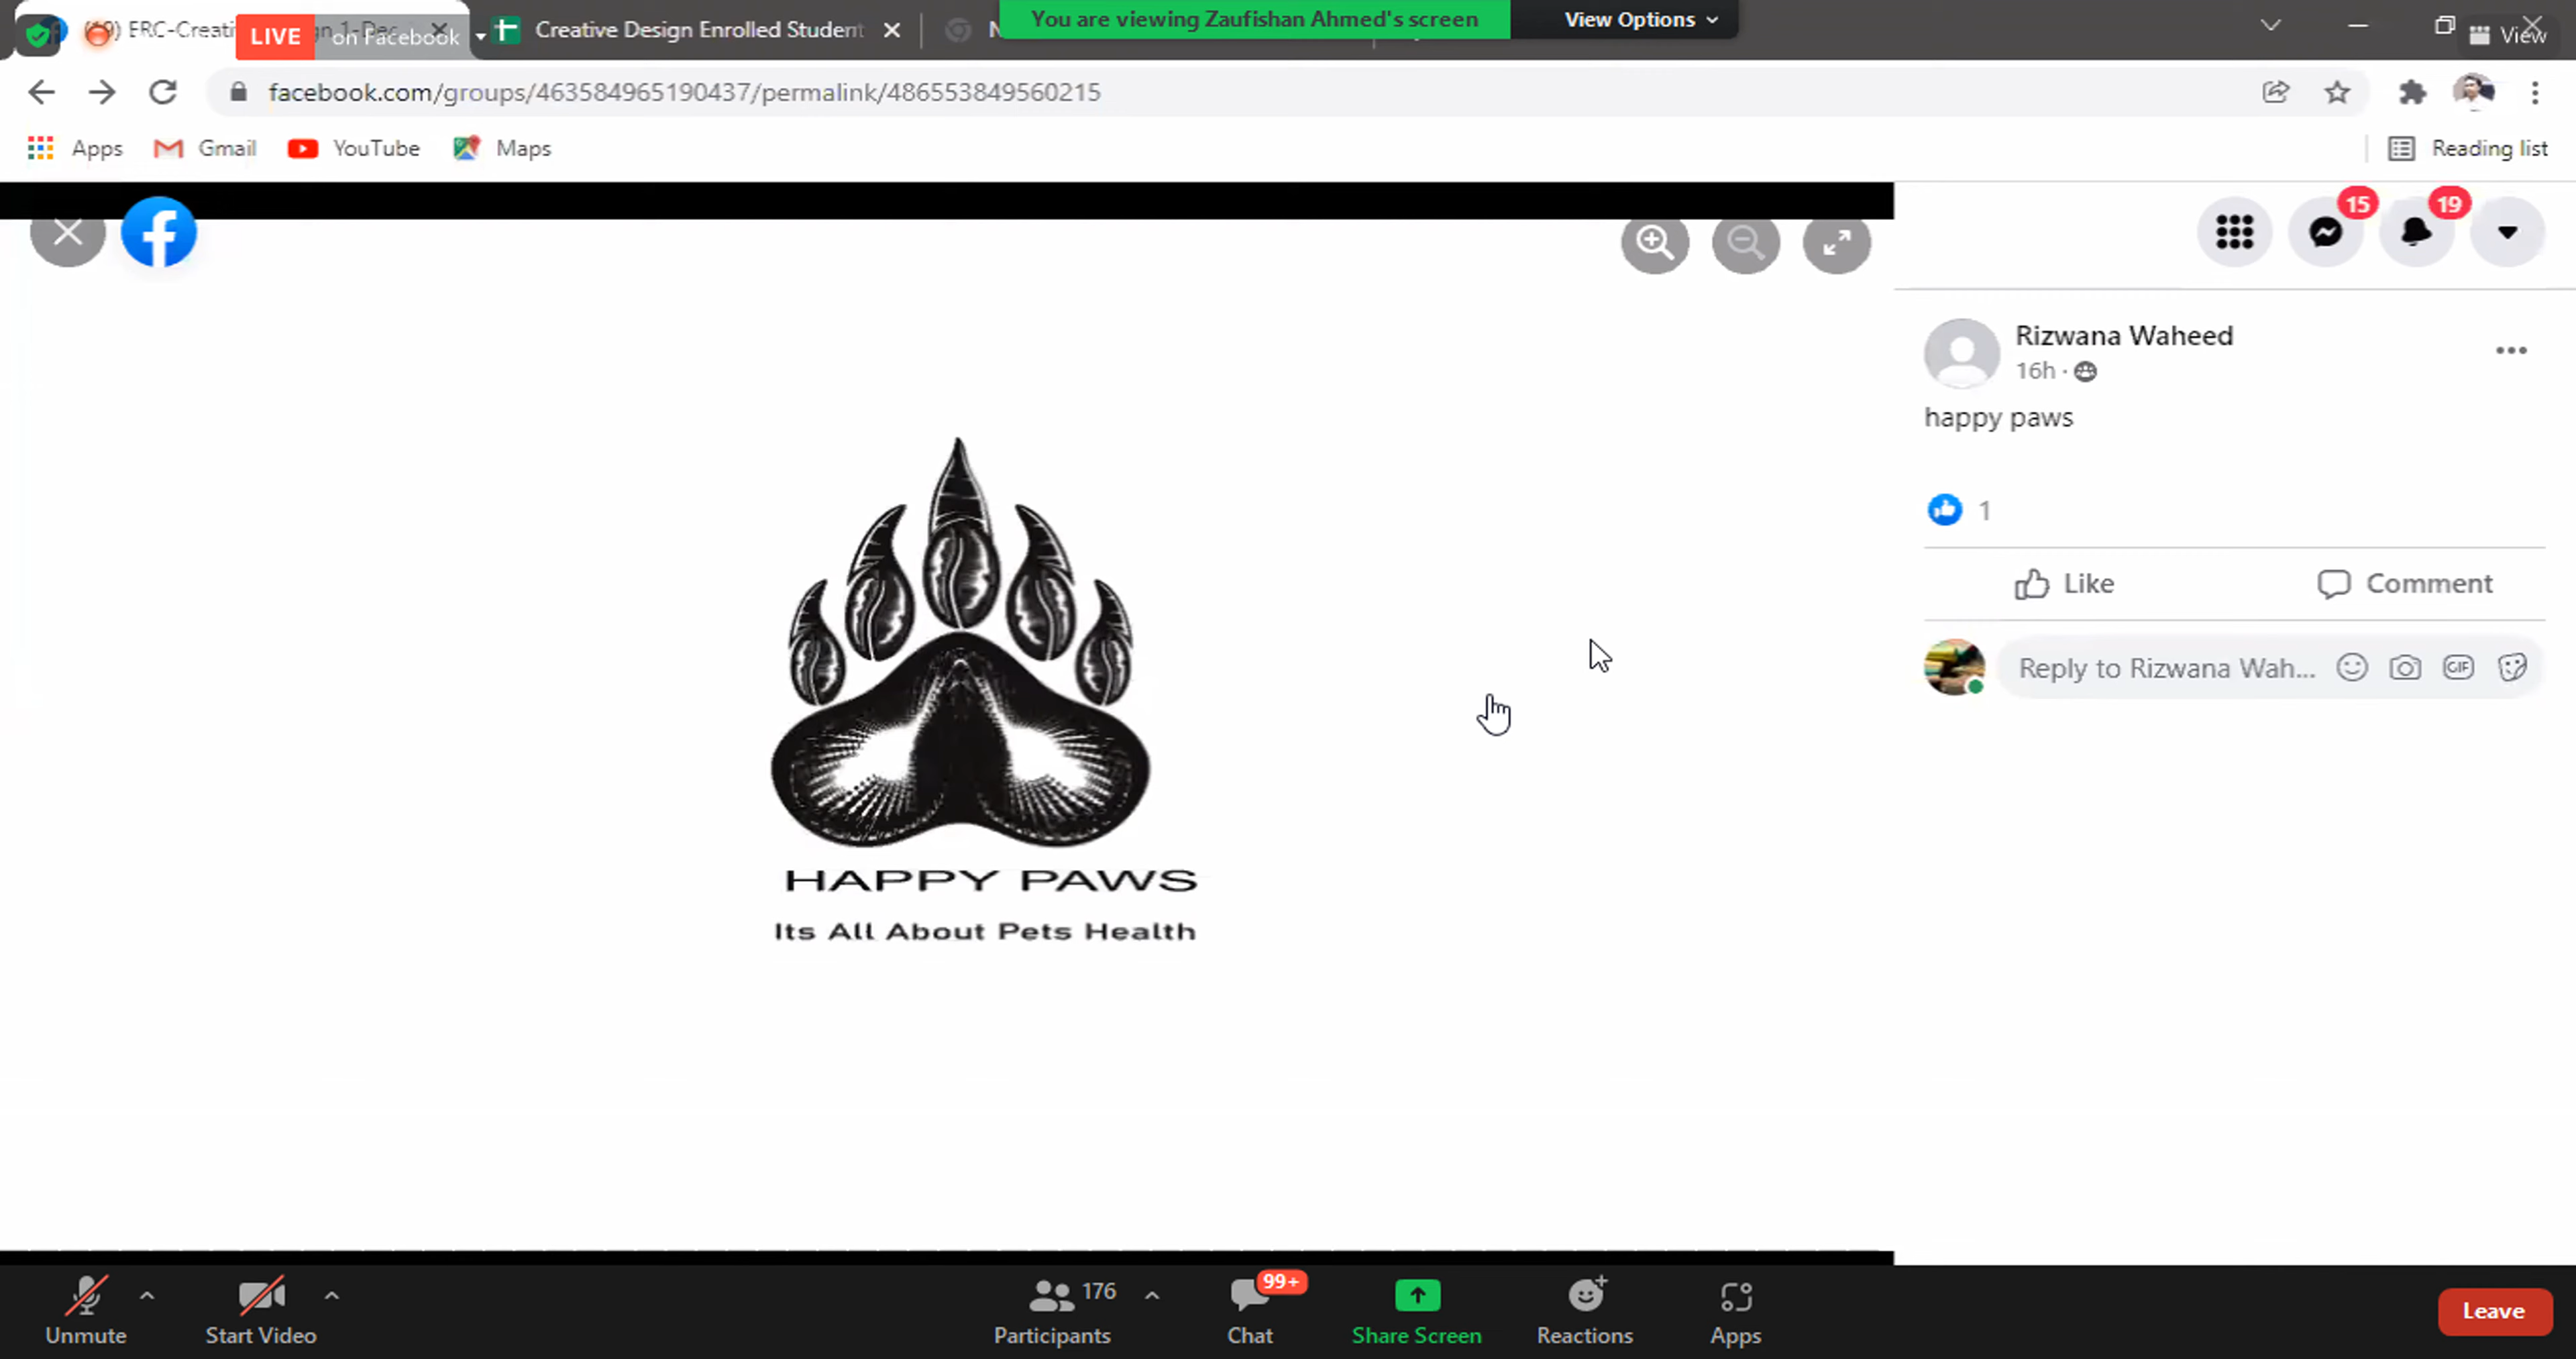 You are viewing Zaufishan Ahmed's screen
View Options
View
LIVE on Facebook
Creative Design Enrolled Student
facebook.com/groups/463584965190437/permalink/486553849560215
Apps
Gmail
YouTube
Maps
Reading list
15
19
Rizwana Waheed
16h
happy paws
1
Like
Comment
Reply to Rizwana Wah...
GIF
HAPPY PAWS
Its All About Pets Health
Unmute
Start Video
176
Participants
99+
Chat
Share Screen
Reactions
Apps
Leave